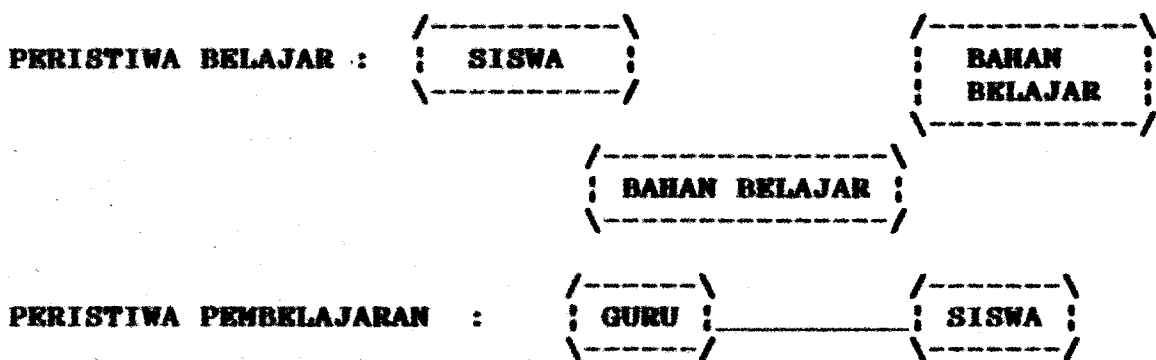 PERISTIWA BELAJAR : SISWA BAHAN
BELAJAR
BAHAN BELAJAR
PERISTIWA PEMBELAJARAN : GURU SISWA